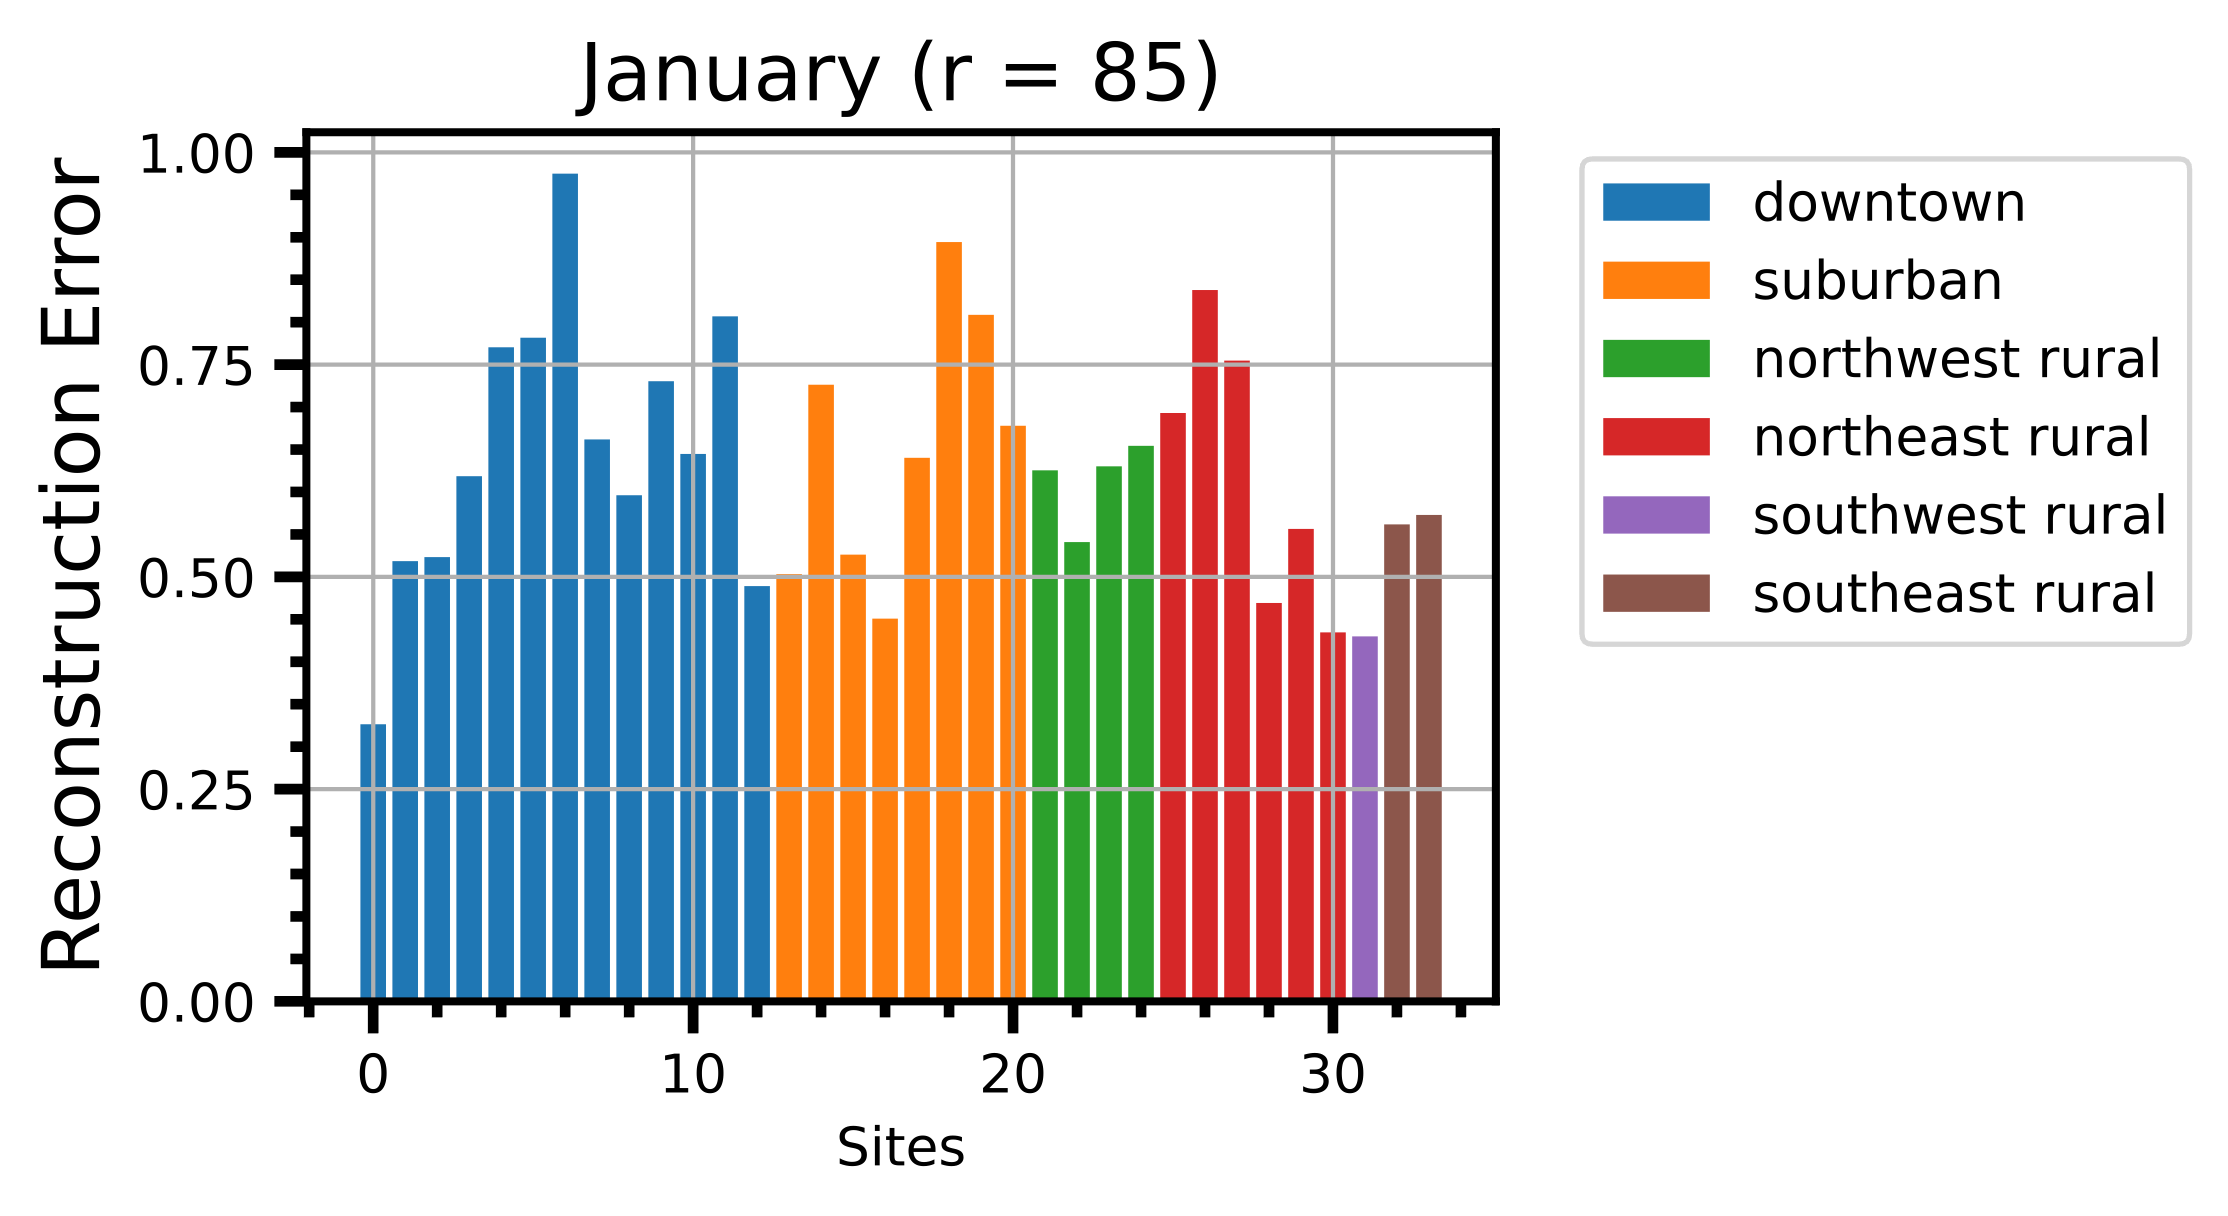 January (r = 85)
Reconstruction Error
1.00
0.75
0.50
0.25
0.00
0
10
20
30
Sites
downtown
suburban
northwest rural
northeast rural
southwest rural
southeast rural